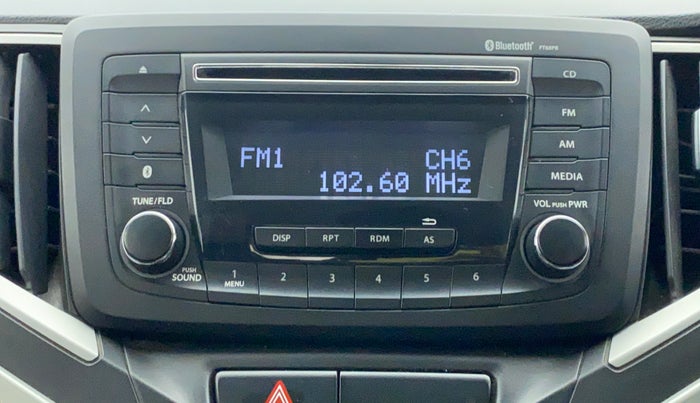 Bluetooth® PT68P8
CD
FM
AM
MEDIA
FM1 CH6
102.60 MHz
TUNE/FLD
VOL PUSH PWR
DISP RPT RDM AS
PUSH SOUND
1 2 3 4 5 6
MENU